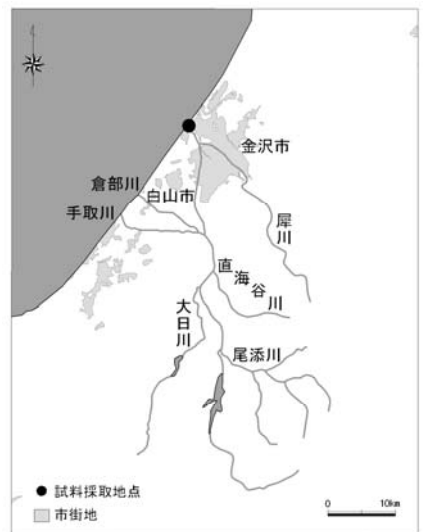 金沢市
倉部川
白山市
手取川
犀川
直海谷川
大日川
尾添川
試料採取地点
市街地
0 10km